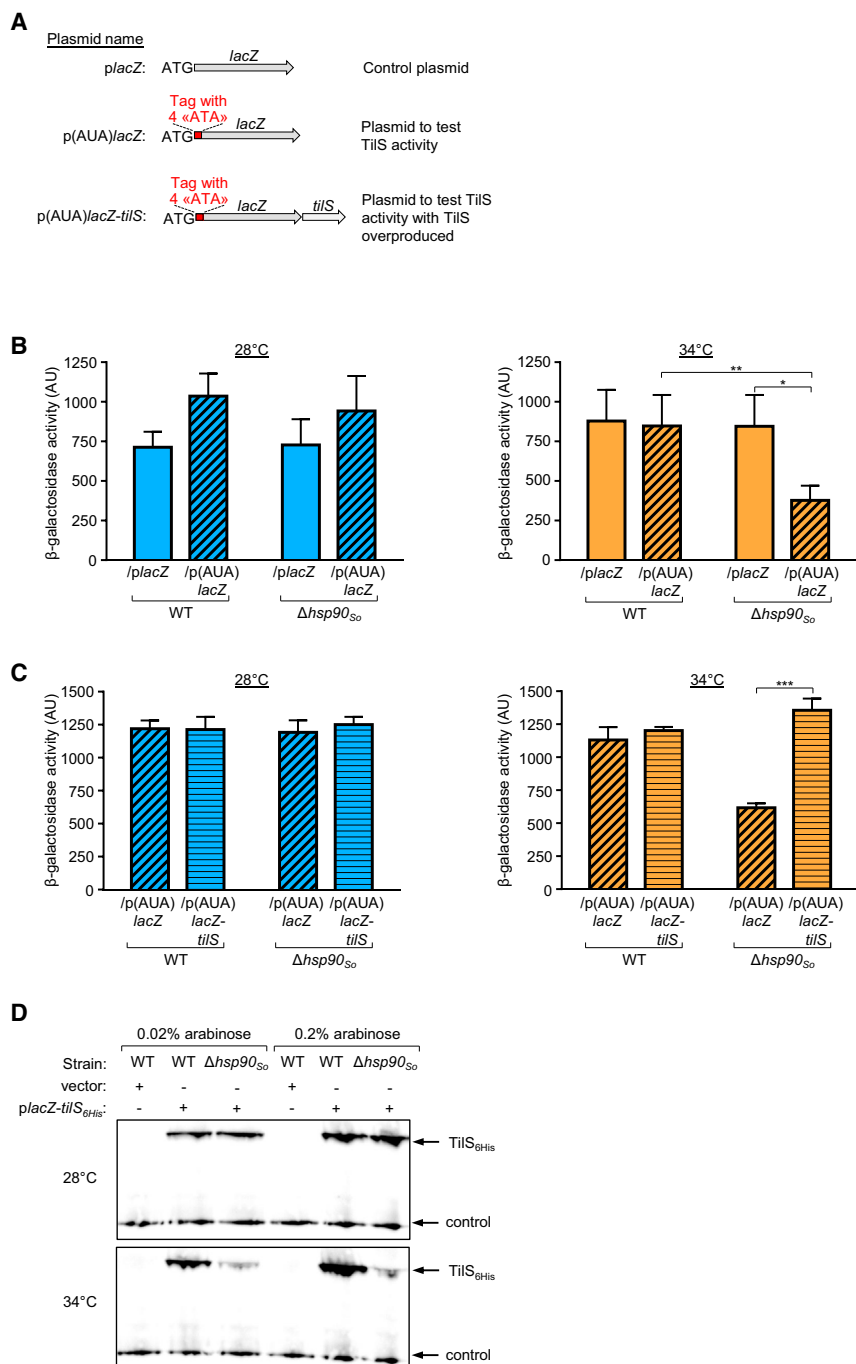 A
Plasmid name
placZ: ATG lacZ Control plasmid
Tag with
4 «ATA»
p(AUA)lacZ: ATG lacZ Plasmid to test
TilS activity
Tag with
4 «ATA»
p(AUA)lacZ-tilS: ATG lacZ tilS Plasmid to test TilS
activity with TilS
overproduced
B
28°C
β-galactosidase activity (AU)
1250
1000
750
500
250
0
/placZ /p(AUA) /placZ /p(AUA)
lacZ lacZ
WT Δhsp90So
34°C
β-galactosidase activity (AU)
1250
1000
750
500
250
0
**
*
/placZ /p(AUA) /placZ /p(AUA)
lacZ lacZ
WT Δhsp90So
C
28°C
β-galactosidase activity (AU)
1500
1250
1000
750
500
250
0
/p(AUA) /p(AUA) /p(AUA) /p(AUA)
lacZ lacZ- lacZ lacZ-
tilS tilS
WT Δhsp90So
34°C
β-galactosidase activity (AU)
1500
1250
1000
750
500
250
0
***
/p(AUA) /p(AUA) /p(AUA) /p(AUA)
lacZ lacZ- lacZ lacZ-
tilS tilS
WT Δhsp90So
D
0.02% arabinose 0.2% arabinose
Strain: WT WT Δhsp90So WT WT Δhsp90So
vector: + - - + - -
placZ-tilS6His: - + + - + +
28°C
TilS6His
control
34°C
TilS6His
control